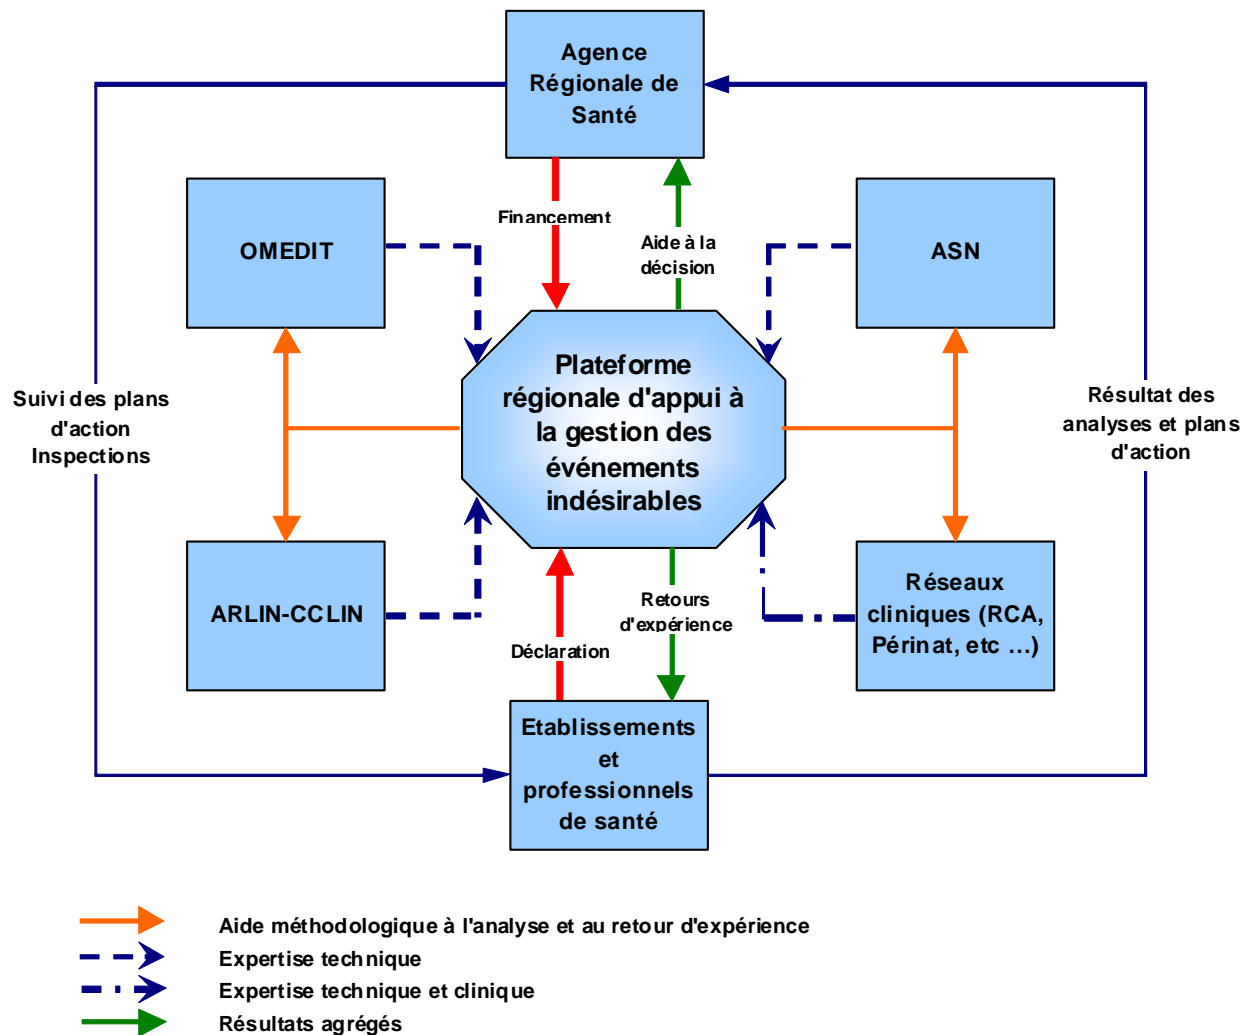 Agence
Régionale de
Santé
OMEDIT
Financement
Aide à la
décision
ASN
Plateforme
régionale d'appui à
la gestion des
événements
indésirables
Suivi des plans
d'action
Inspections
Résultat des
analyses et plans
d'action
ARLIN-CCLIN
Déclaration
Retours
d'expérience
Réseaux
cliniques (RCA,
Périnat, etc ...)
Etablissements
et
professionnels
de santé
Aide méthodologique à l'analyse et au retour d'expérience
Expertise technique
Expertise technique et clinique
Résultats agrégés